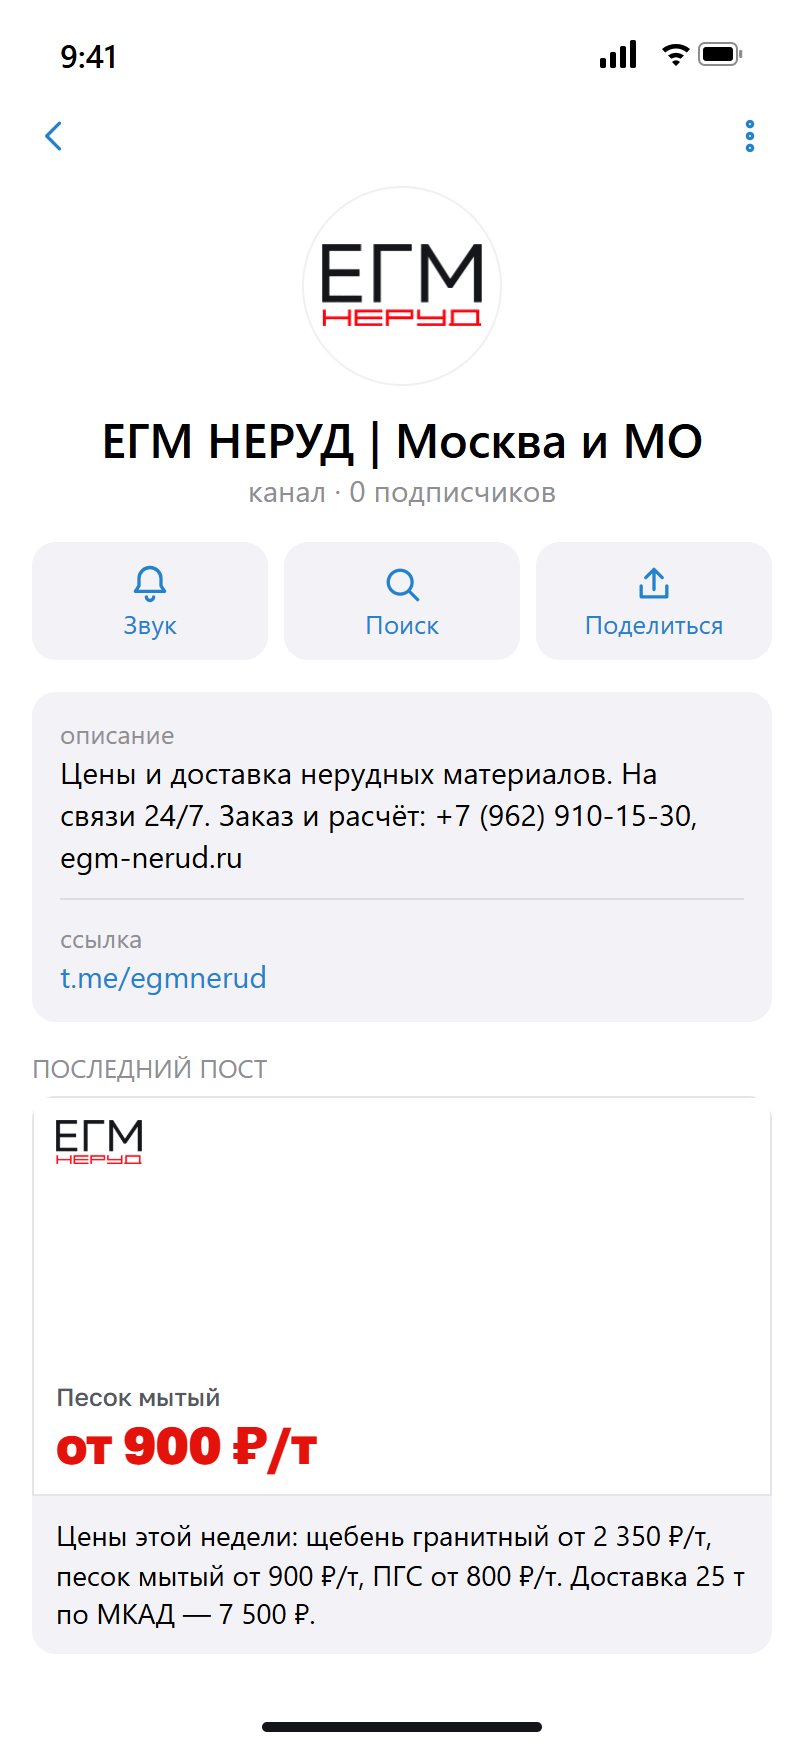 9:41
ЕГМ
НЕРУД
ЕГМ НЕРУД | Москва и МО
канал · 0 подписчиков
Звук
Поиск
Поделиться
описание
Цены и доставка нерудных материалов. На
связи 24/7. Заказ и расчёт: +7 (962) 910-15-30,
egm-nerud.ru
ссылка
t.me/egmnerud
ПОСЛЕДНИЙ ПОСТ
ЕГМ
НЕРУД
Песок мытый
от 900 ₽/т
Цены этой недели: щебень гранитный от 2 350 ₽/т,
песок мытый от 900 ₽/т, ПГС от 800 ₽/т. Доставка 25 т
по МКАД — 7 500 ₽.